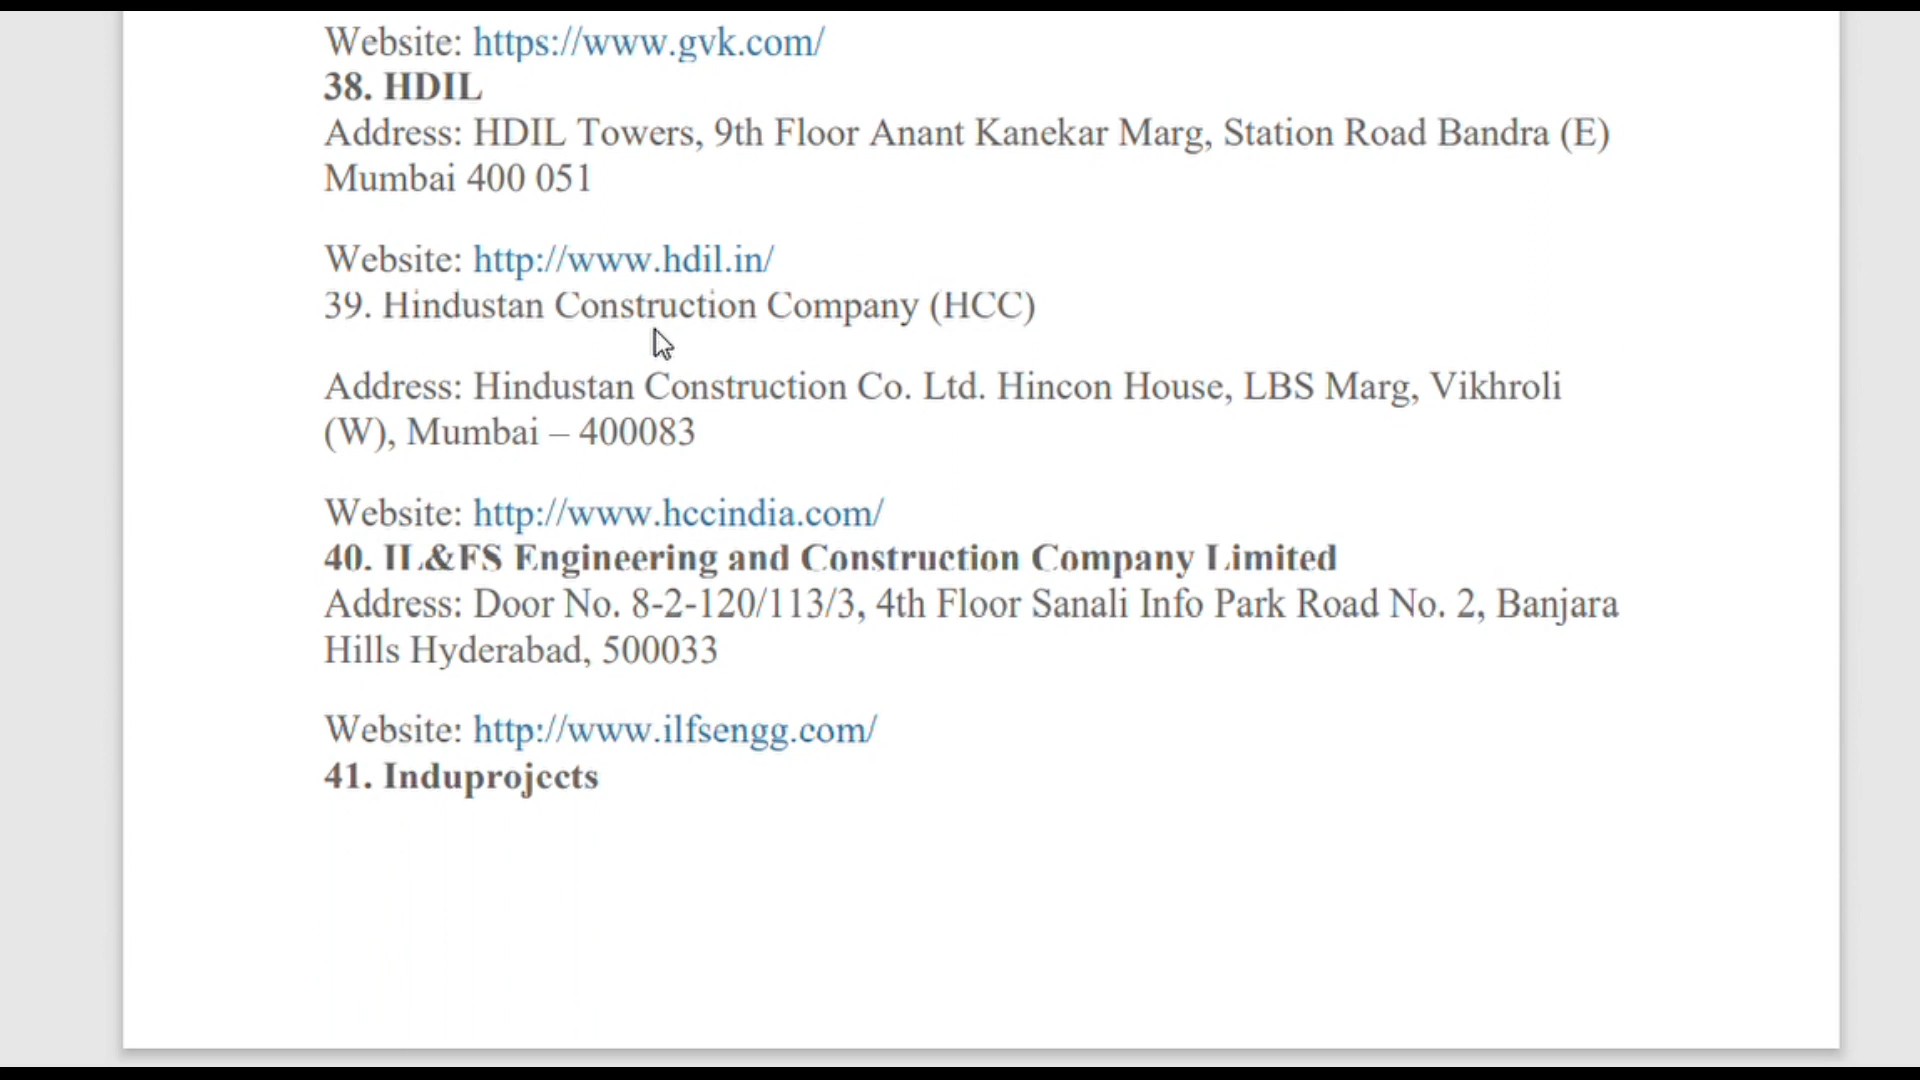 Website: https://www.gvk.com/
38. HDIL
Address: HDIL Towers, 9th Floor Anant Kanekar Marg, Station Road Bandra (E)
Mumbai 400 051
Website: http://www.hdil.in/
39. Hindustan Construction Company (HCC)
Address: Hindustan Construction Co. Ltd. Hincon House, LBS Marg, Vikhroli
(W), Mumbai – 400083
Website: http://www.hccindia.com/
40. IL&FS Engineering and Construction Company Limited
Address: Door No. 8-2-120/113/3, 4th Floor Sanali Info Park Road No. 2, Banjara
Hills Hyderabad, 500033
Website: http://www.ilfsengg.com/
41. Induprojects